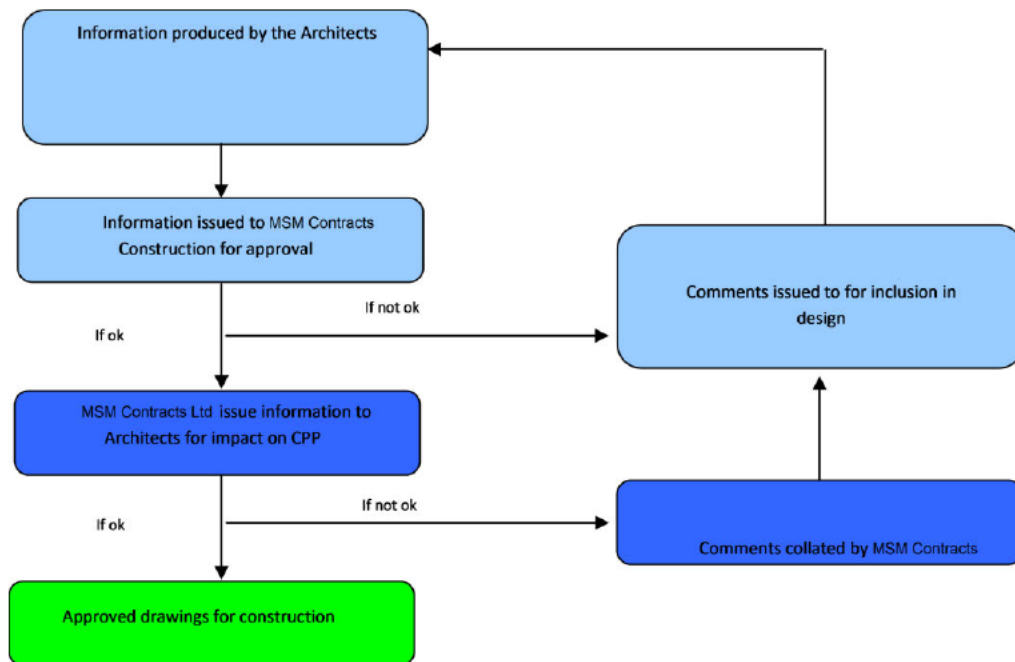 Information produced by the Architects
Information issued to MSM Contracts
Construction for approval
If not ok
If ok
Comments issued to for inclusion in
design
MSM Contracts Ltd issue information to
Architects for impact on CPP
If not ok
If ok
Comments collated by MSM Contracts
Approved drawings for construction